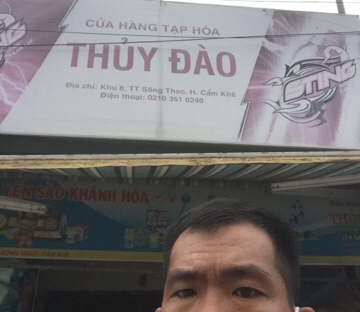 CỬA HÀNG TẠP HÓA
THỦY ĐÀO
Địa chỉ: Khu 8, TT Sông Thao, H. Cẩm Khê
Điện thoại: 0210 351 0240
STING
YẾN SÀO KHÁNH HÒA